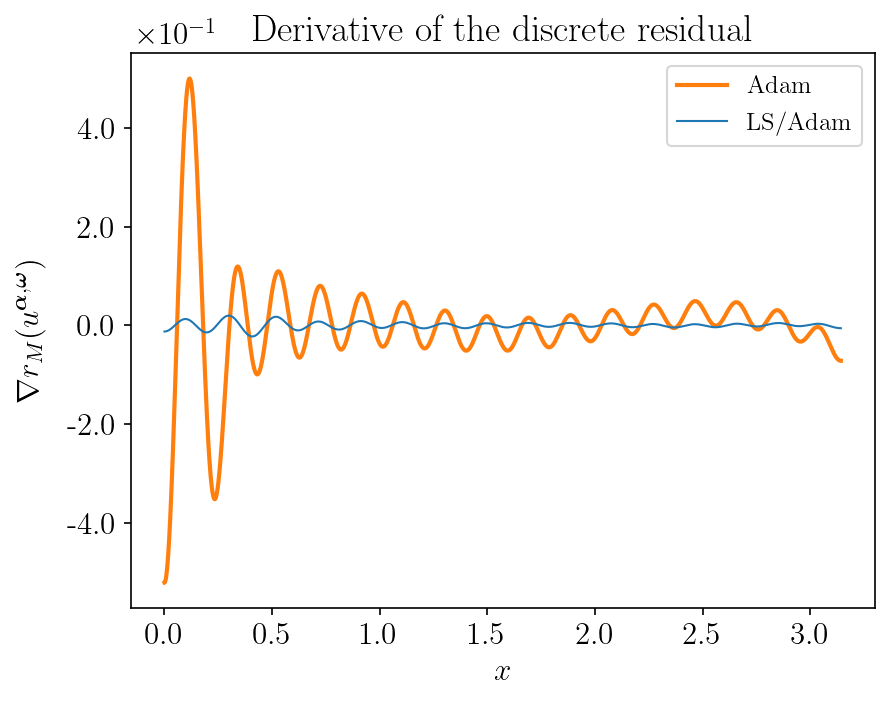 ×10⁻¹ Derivative of the discrete residual
Adam
LS/Adam
4.0
2.0
0.0
-2.0
-4.0
∇r_M(u^{α,ω})
0.0 0.5 1.0 1.5 2.0 2.5 3.0
x